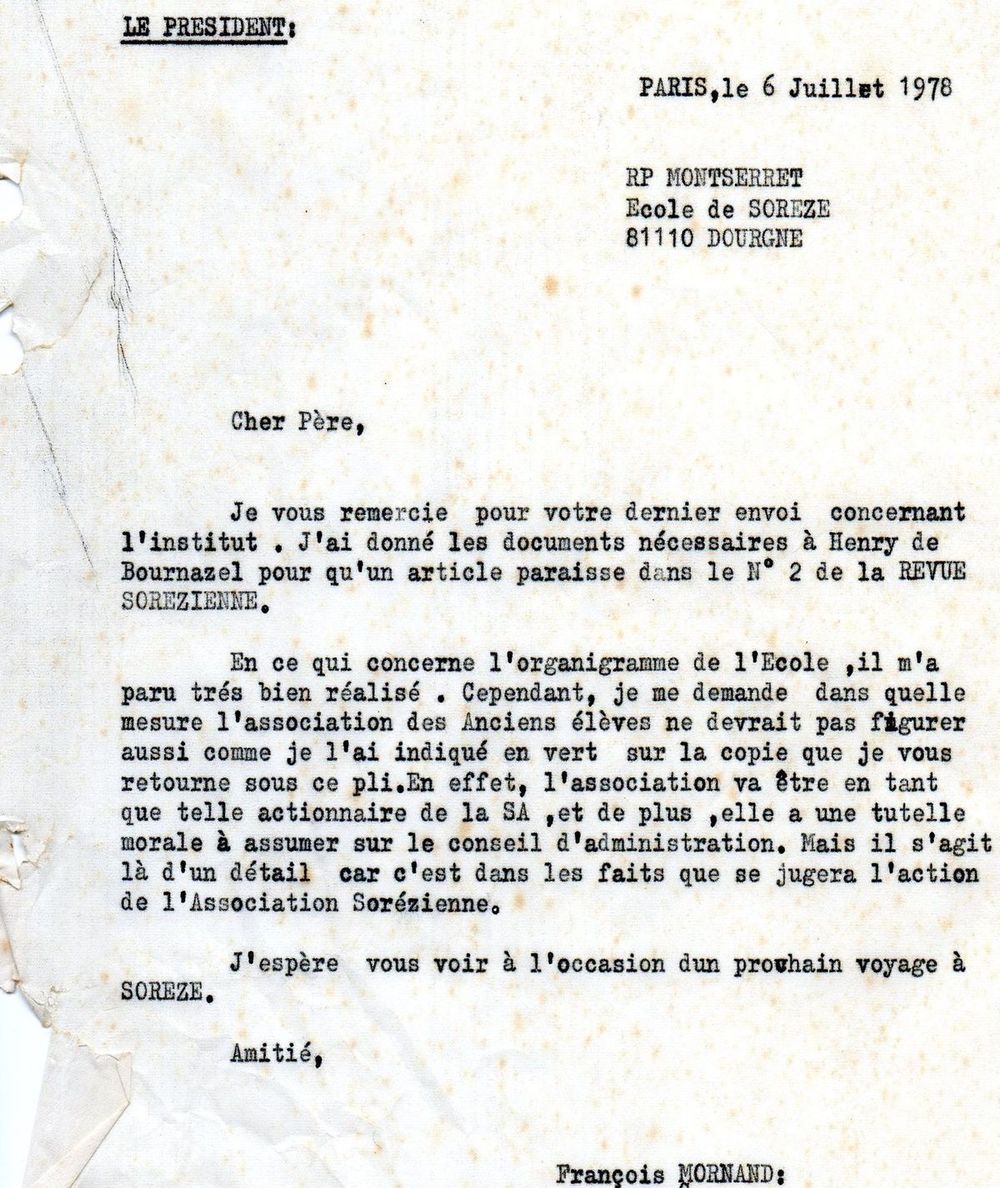 LE PRESIDENT:
PARIS,le 6 Juillet 1978
RP MONTSERRET
Ecole de SOREZE
81110 DOURGNE
Cher Père,
Je vous remercie pour votre dernier envoi concernant
l'institut . J'ai donné les documents nécessaires à Henry de
Bournazel pour qu'un article paraisse dans le N° 2 de la REVUE
SOREZIENNE.
En ce qui concerne l'organigramme de l'Ecole ,il m'a
paru trés bien réalisé . Cependant, je me demande dans quelle
mesure l'association des Anciens élèves ne devrait pas figurer
aussi comme je l'ai indiqué en vert sur la copie que je vous
retourne sous ce pli.En effet, l'association va être en tant
que telle actionnaire de la SA ,et de plus ,elle a une tutelle
morale à assumer sur le conseil d'administration. Mais il s'agit
là d'un détail car c'est dans les faits que se jugera l'action
de l'Association Sorézienne.
J'espère vous voir à l'occasion dun prochain voyage à
SOREZE.
Amitié,
François MORNAND: